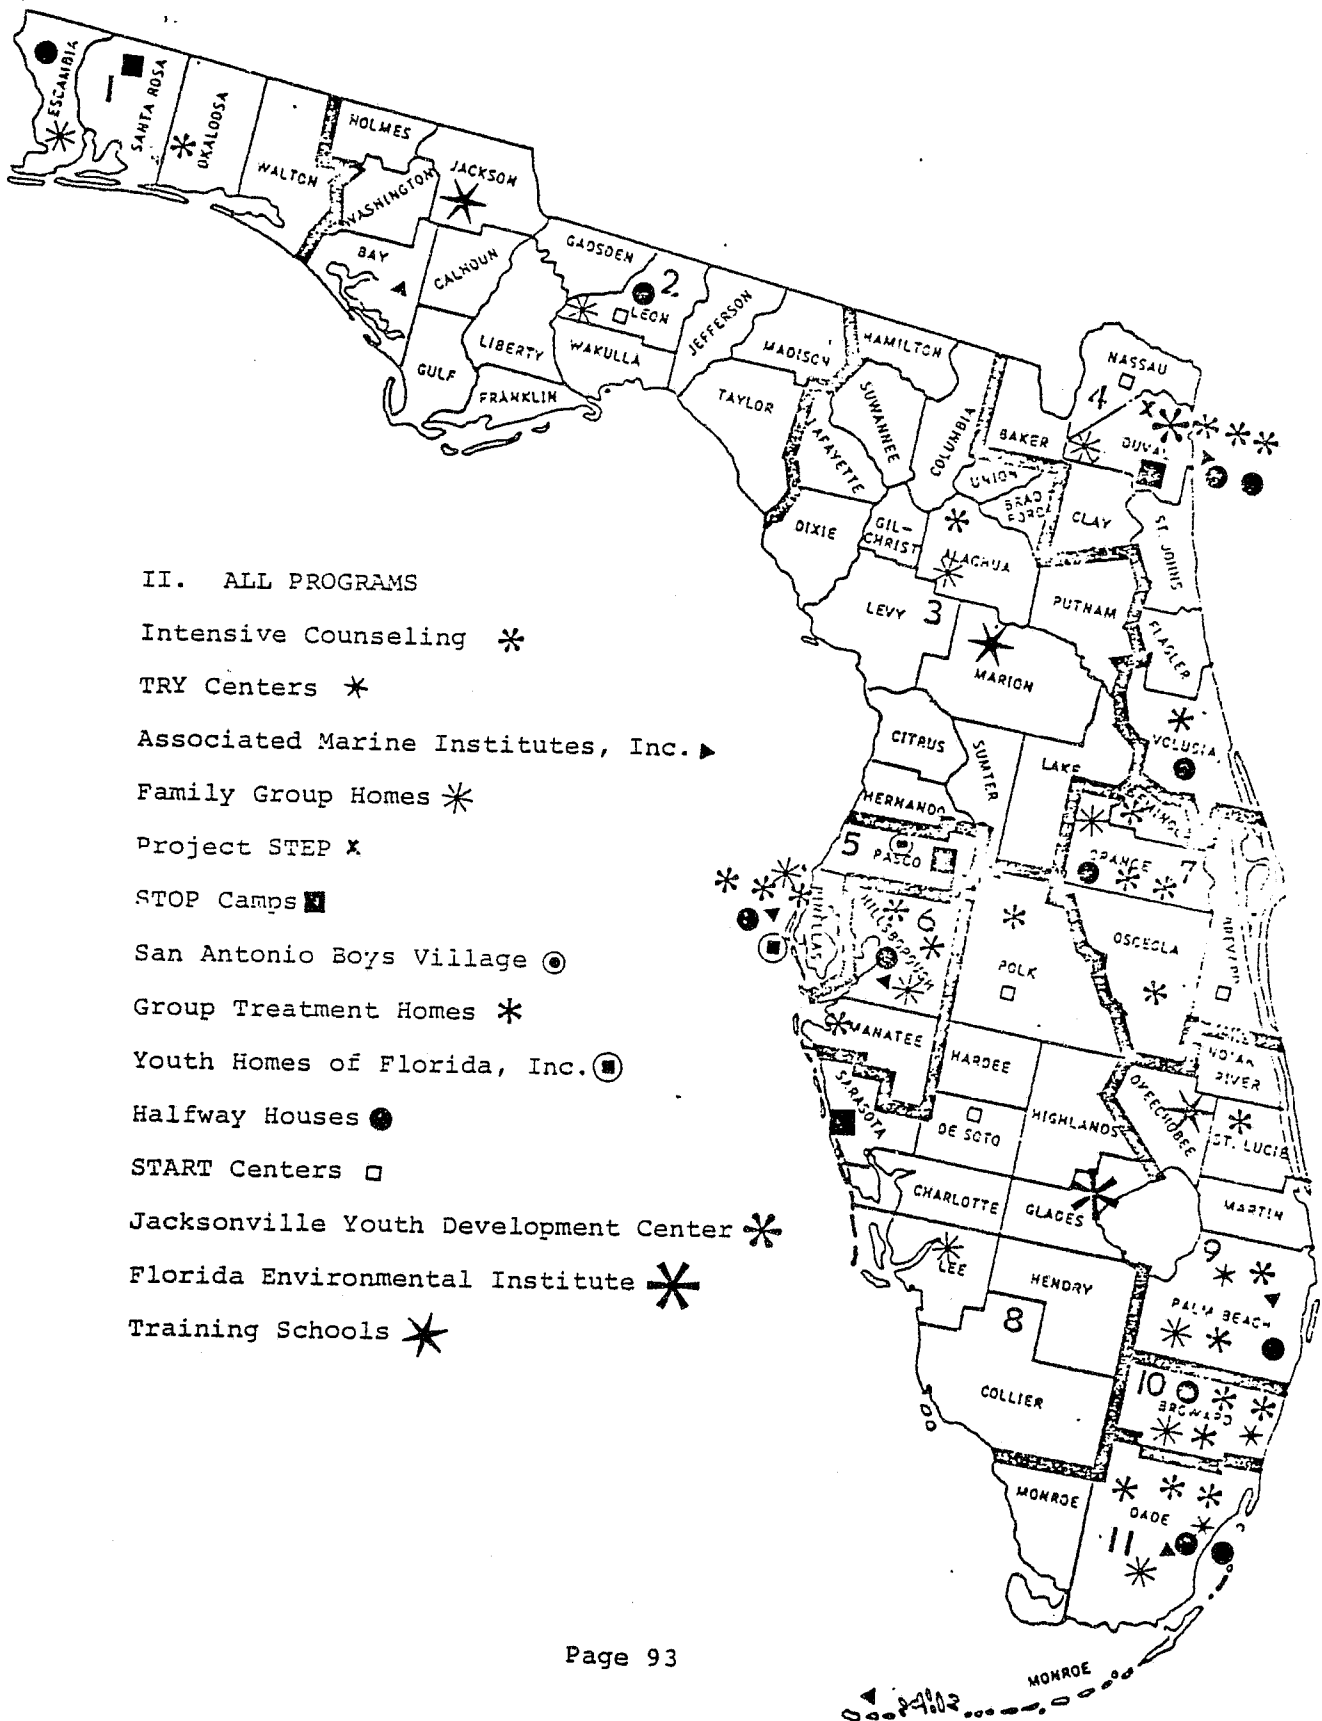 ESCAMBIA
SANTA ROSA
OKALOOSA
WALTON
HOLMES
WASHINGTON
JACKSON
BAY
CALHOUN
GULF
LIBERTY
FRANKLIN
GADSDEN
2
LEON
WAKULLA
JEFFERSON
MADISON
TAYLOR
HAMILTON
SUWANNEE
LAFAYETTE
COLUMBIA
BAKER
NASSAU
4
DUVAL
UNION
BRAD
FORD
CLAY
ST. JOHNS
DIXIE
GIL-
CHRIST
ALACHUA
PUTNAM
FLAGLER
LEVY 3
MARION
CITRUS
SUMTER
LAKE
VOLUSIA
HERNANDO
SEMINOLE
5 PASCO
ORANGE 7
PINELLAS
HILLSBOROUGH
6
POLK
OSCEOLA
BREVARD
MANATEE
HARDEE
INDIAN
RIVER
SARASOTA
DE SOTO
HIGHLANDS
OKEECHOBEE
ST. LUCIE
CHARLOTTE
GLADES
MARTIN
LEE
HENDRY
9
PALM BEACH
8
COLLIER
10
BROWARD
MONROE
DADE
11
MONROE
II. ALL PROGRAMS
Intensive Counseling
TRY Centers
Associated Marine Institutes, Inc.
Family Group Homes
Project STEP
STOP Camps
San Antonio Boys Village
Group Treatment Homes
Youth Homes of Florida, Inc.
Halfway Houses
START Centers
Jacksonville Youth Development Center
Florida Environmental Institute
Training Schools
Page 93